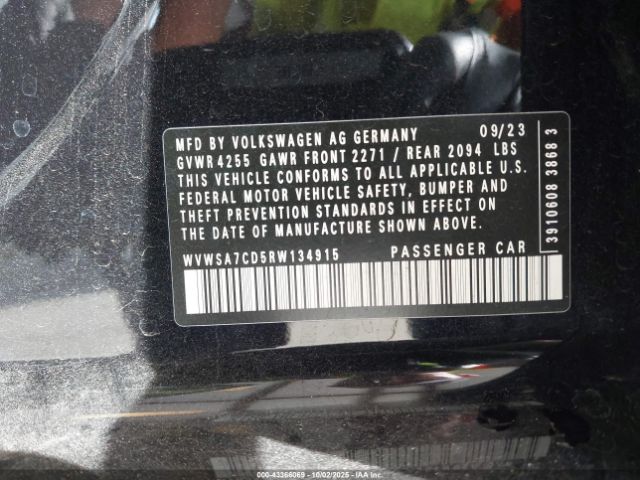 MFD BY VOLKSWAGEN AG GERMANY 09/23
GVWR 4255 GAWR FRONT 2271 / REAR 2094 LBS
THIS VEHICLE CONFORMS TO ALL APPLICABLE U.S.
FEDERAL MOTOR VEHICLE SAFETY, BUMPER AND
THEFT PREVENTION STANDARDS IN EFFECT ON
THE DATE OF MANUFACTURE SHOWN ABOVE.
WVWSA7CD5RW134915 PASSENGER CAR
3910608 3868 3
© 43366069 - 10/02/2025 - IAA Inc.